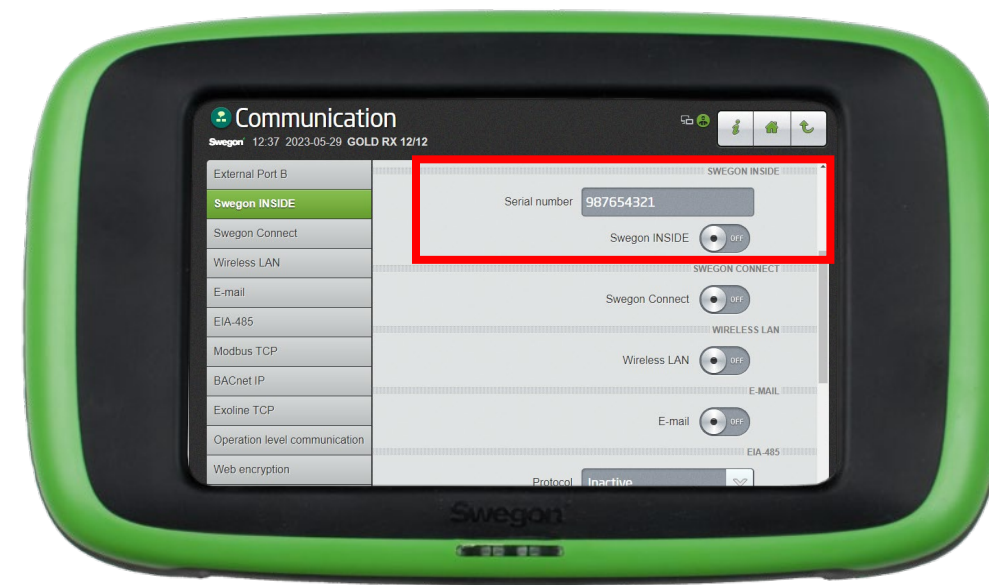 Communication
Swegon 12:37 2023-05-29 GOLD RX 12/12
External Port B
Swegon INSIDE
Swegon Connect
Wireless LAN
E-mail
EIA-485
Modbus TCP
BACnet IP
Exoline TCP
Operation level communication
Web encryption
SWEGON INSIDE
Serial number 987654321
Swegon INSIDE OFF
SWEGON CONNECT
Swegon Connect OFF
WIRELESS LAN
Wireless LAN OFF
E-MAIL
E-mail OFF
EIA-485
Protocol Inactive
Swegon